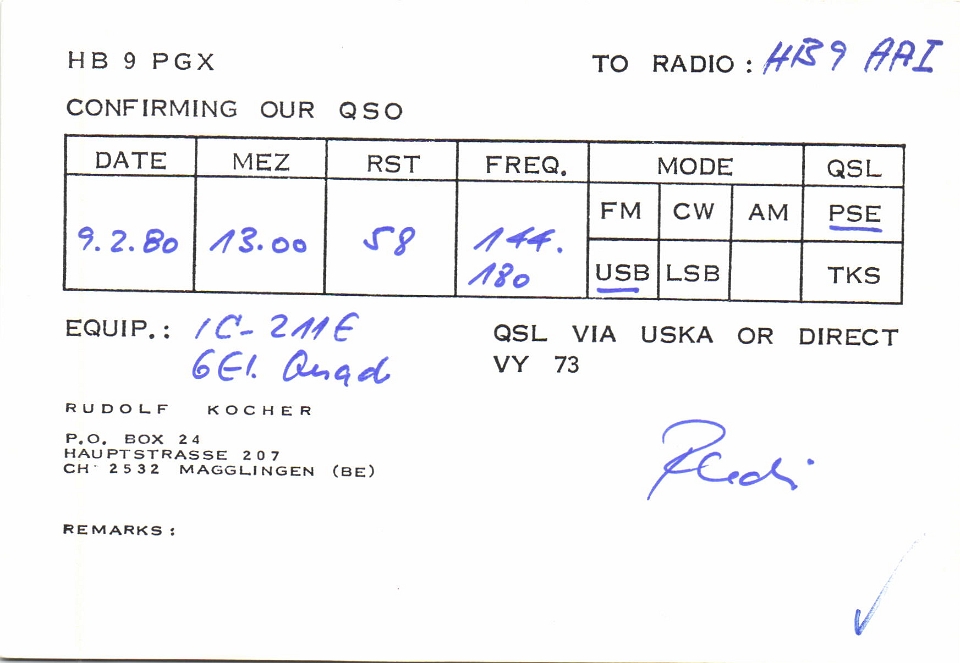 HB 9 PGX
TO RADIO : HB9 AAI
CONFIRMING OUR QSO
DATE MEZ RST FREQ. MODE QSL
FM CW AM PSE
9.2.80 13.00 58 144.
180
USB LSB TKS
EQUIP.: IC-211E
6El. Quad
QSL VIA USKA OR DIRECT
VY 73
RUDOLF KOCHER
P.O. BOX 24
HAUPTSTRASSE 207
CH 2532 MAGGLINGEN (BE)
Rudi
REMARKS :